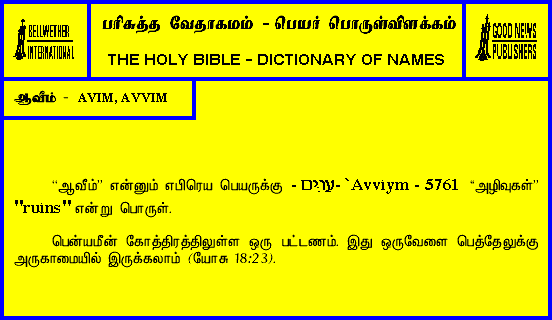 BELLWETHER
INTERNATIONAL
பரிசுத்த வேதாகமம் - பெயர் பொருள்விளக்கம்
THE HOLY BIBLE - DICTIONARY OF NAMES
GOOD NEWS
PUBLISHERS
ஆவீம் - AVIM, AVVIM
“ஆவீம்” என்னும் எபிரெய பெயருக்கு - עוים - `Avviym - 5761 “அழிவுகள்”
"ruins" என்று பொருள்.
பென்யமீன் கோத்திரத்திலுள்ள ஒரு பட்டணம். இது ஒருவேளை பெத்தேலுக்கு
அருகாமையில் இருக்கலாம் (யோசு 18:23).